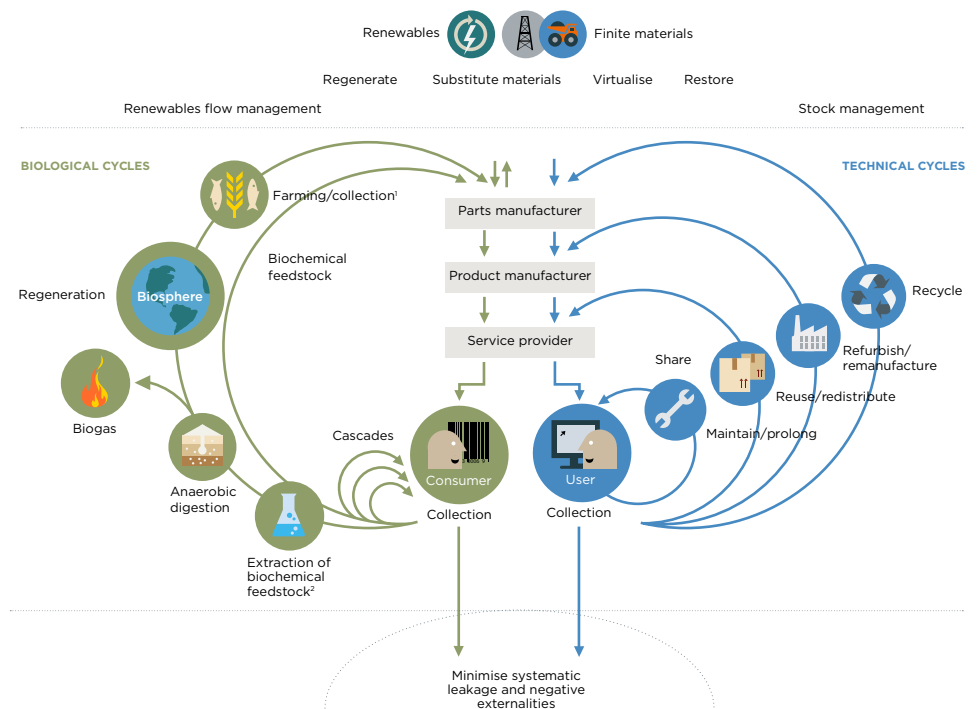 Renewables
Finite materials
Regenerate
Substitute materials
Virtualise
Restore
Renewables flow management
Stock management
BIOLOGICAL CYCLES
TECHNICAL CYCLES
Farming/collection¹
Parts manufacturer
Biochemical
feedstock
Product manufacturer
Regeneration
Biosphere
Recycle
Service provider
Share
Refurbish/
remanufacture
Reuse/redistribute
Biogas
Cascades
Maintain/prolong
Consumer
User
Anaerobic
digestion
Collection
Collection
Extraction of
biochemical
feedstock²
Minimise systematic
leakage and negative
externalities